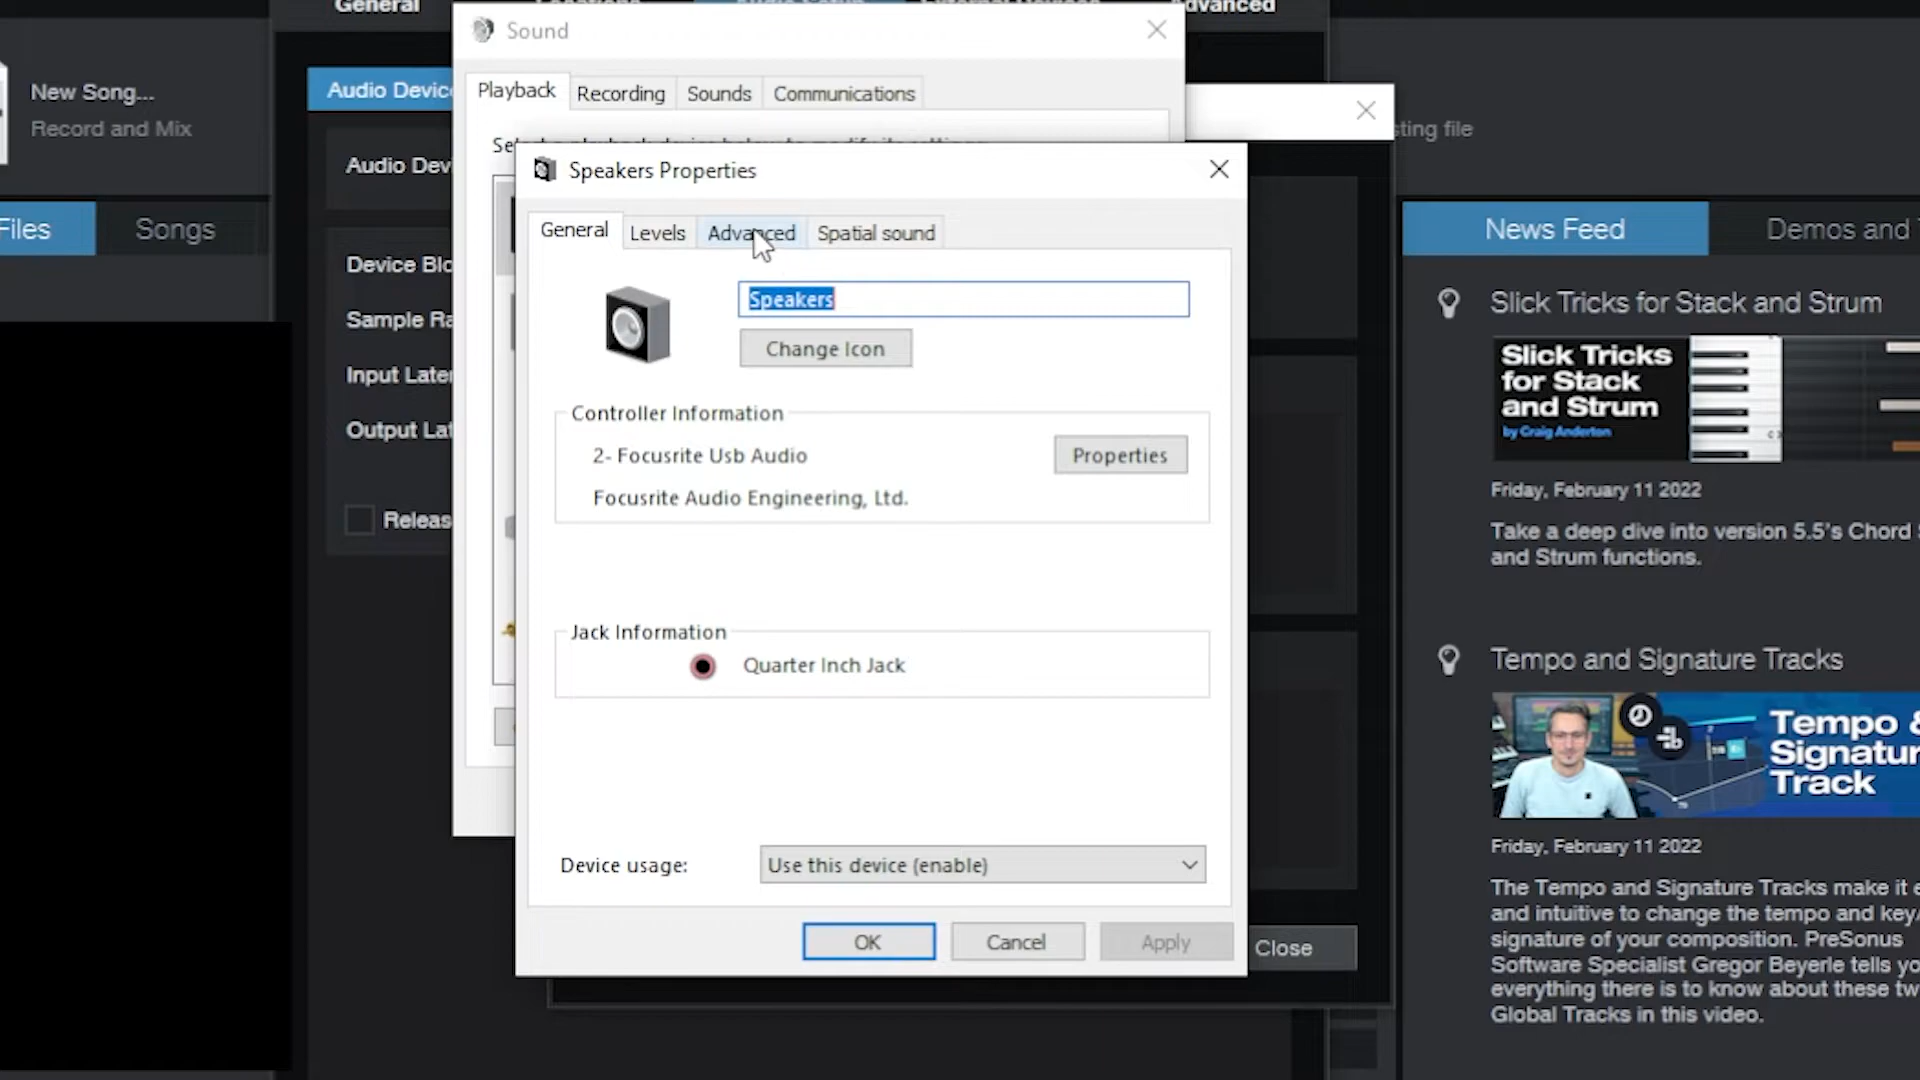 General
Advanced
Sound
New Song...
Record and Mix
Audio Device
Playback
Recording
Sounds
Communications
sting file
Audio Dev
Speakers Properties
Files
Songs
General
Levels
Advanced
Spatial sound
News Feed
Demos and
Device Blo
Speakers
Slick Tricks for Stack and Strum
Sample Ra
Change Icon
Slick Tricks
for Stack
and Strum
by Craig Anderton
Input Later
Controller Information
Output Lat
2- Focusrite Usb Audio
Properties
Focusrite Audio Engineering, Ltd.
Friday, February 11 2022
Releas
Take a deep dive into version 5.5's Chord
and Strum functions.
Jack Information
Quarter Inch Jack
Tempo and Signature Tracks
Tempo &
Signatur
Track
Friday, February 11 2022
Device usage:
Use this device (enable)
The Tempo and Signature Tracks make it e
and intuitive to change the tempo and key/
signature of your composition. PreSonus
Software Specialist Gregor Beyerle tells yo
everything there is to know about these tw
Global Tracks in this video.
OK
Cancel
Apply
Close